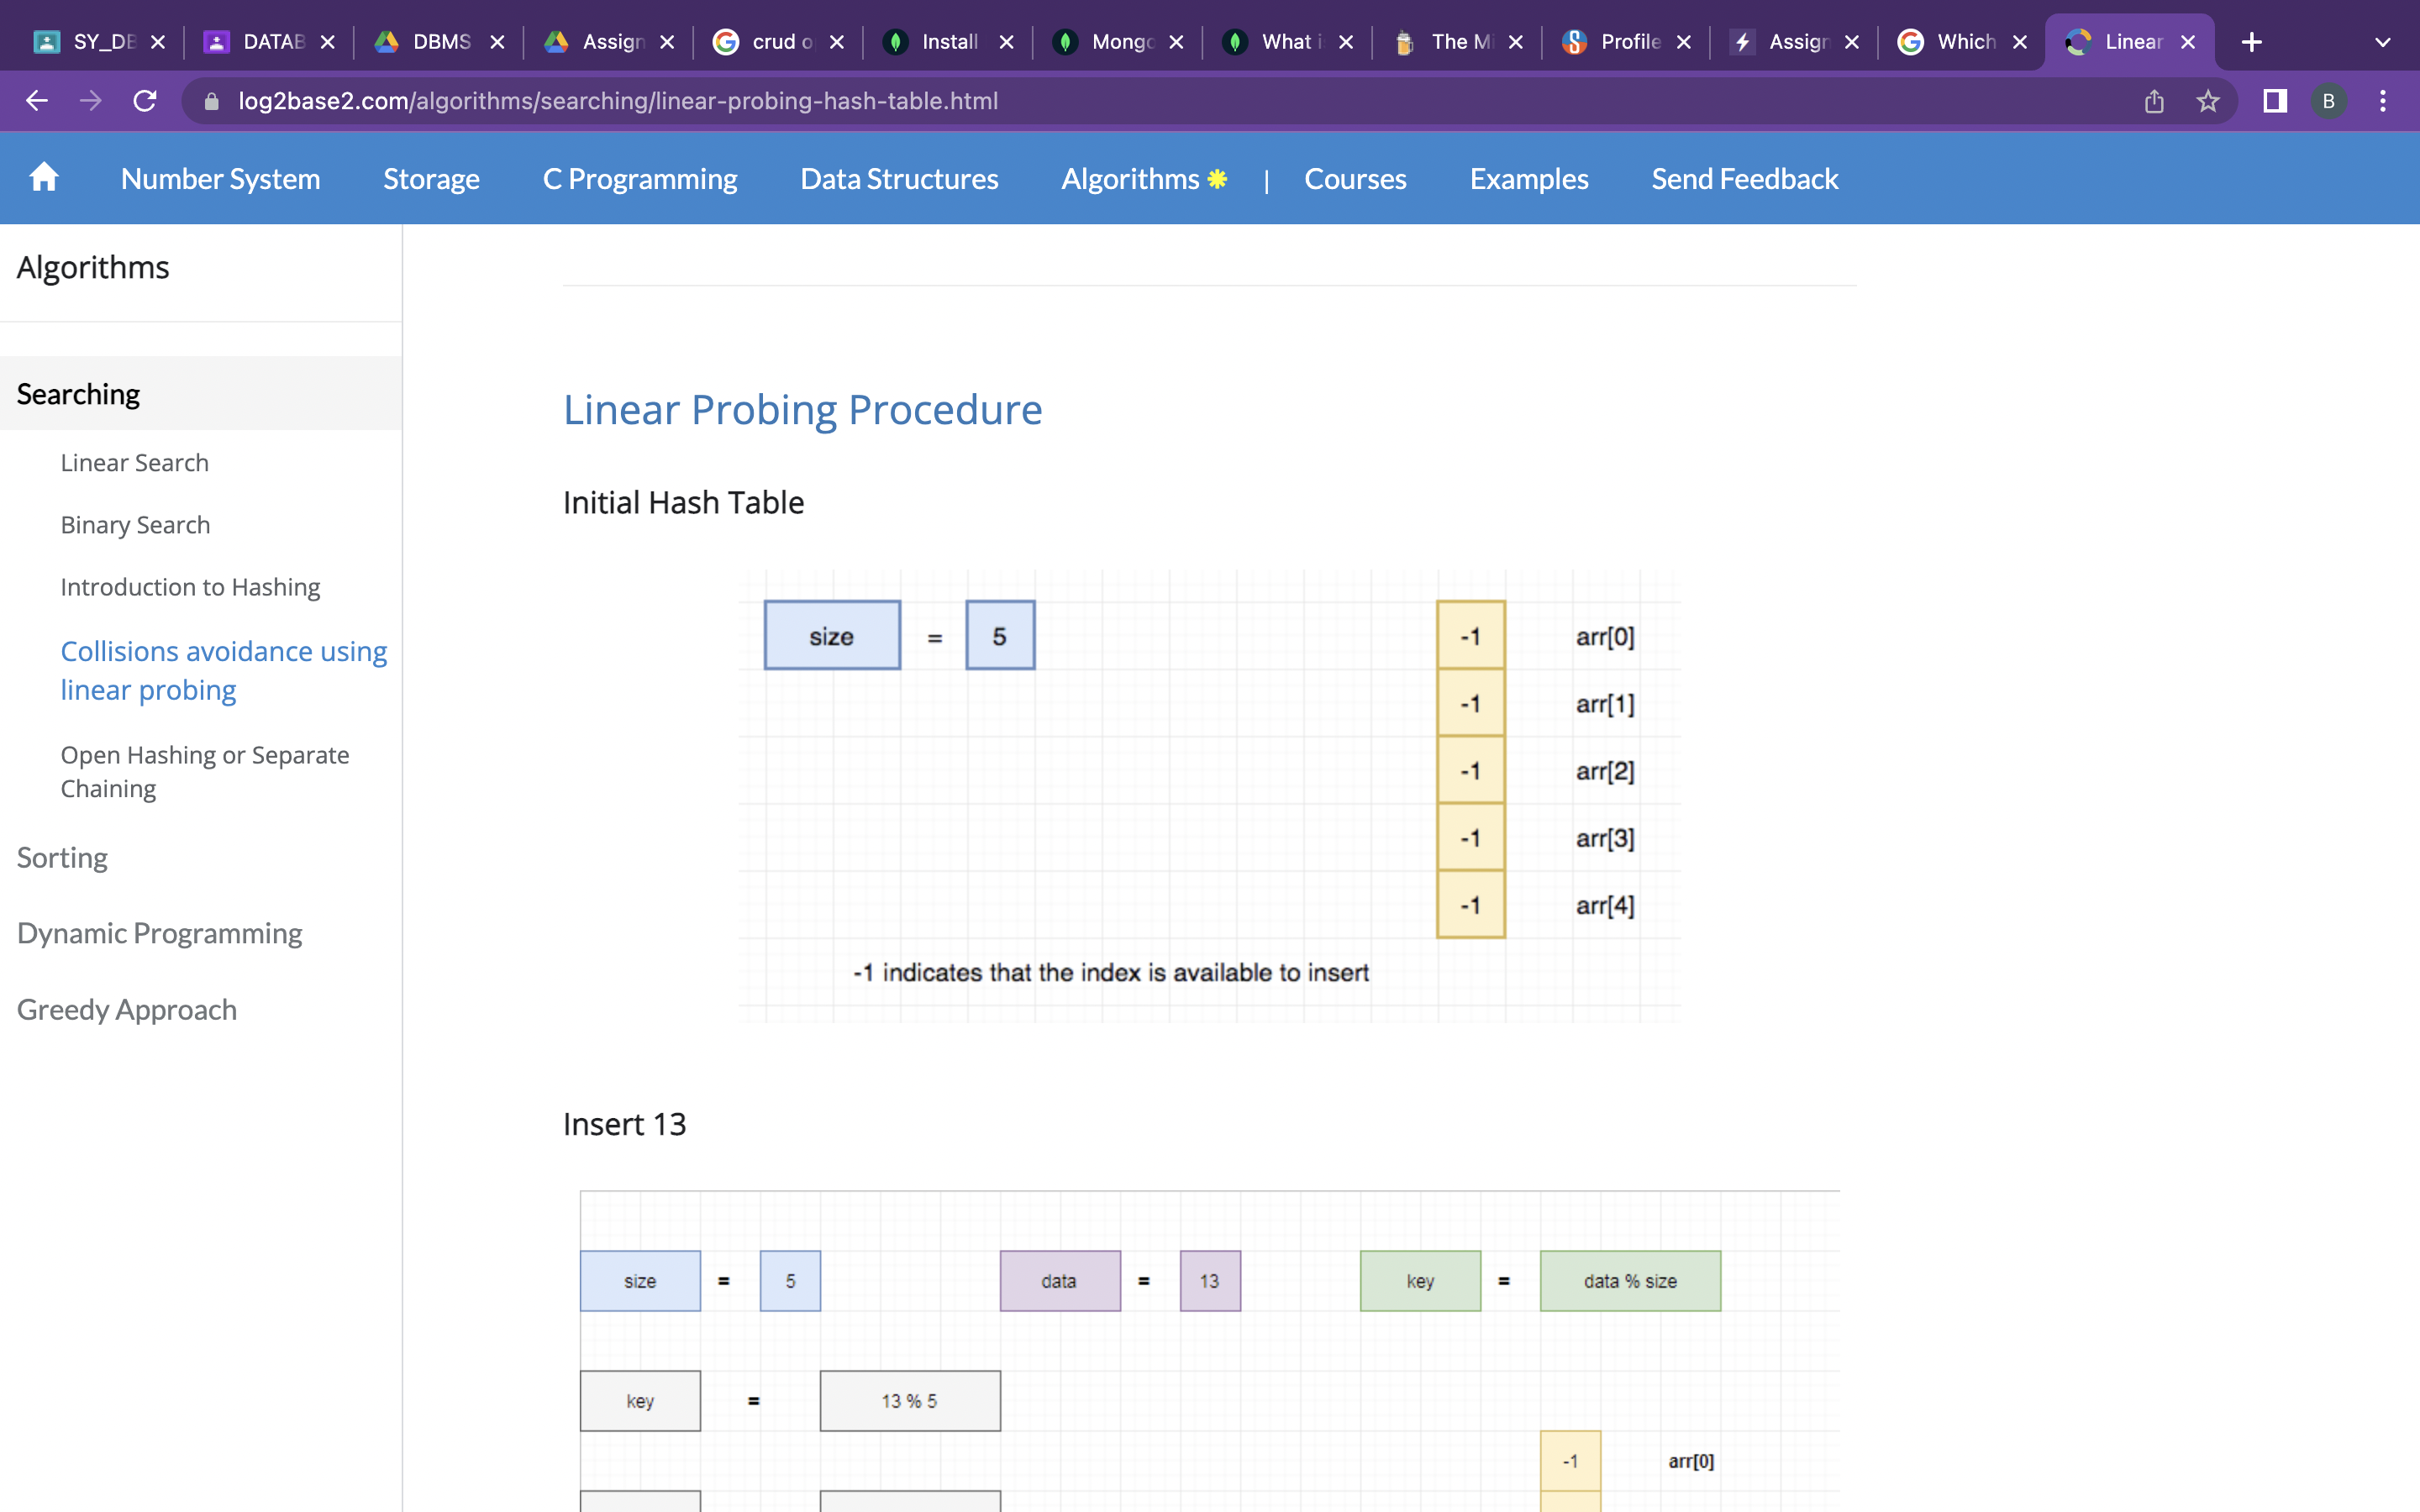 SY_DB
DATAB
DBMS
Assign
crud o
Install
Mongo
What i
The Mi
Profile
Assign
Which
Linear
log2base2.com/algorithms/searching/linear-probing-hash-table.html
B
Number System
Storage
C Programming
Data Structures
Algorithms
|
Courses
Examples
Send Feedback
Algorithms
Searching
Linear Search
Binary Search
Introduction to Hashing
Collisions avoidance using
linear probing
Open Hashing or Separate
Chaining
Sorting
Dynamic Programming
Greedy Approach
Linear Probing Procedure
Initial Hash Table
size = 5
-1 arr[0]
-1 arr[1]
-1 arr[2]
-1 arr[3]
-1 arr[4]
-1 indicates that the index is available to insert
Insert 13
size = 5 data = 13 key = data % size
key = 13 % 5
-1 arr[0]